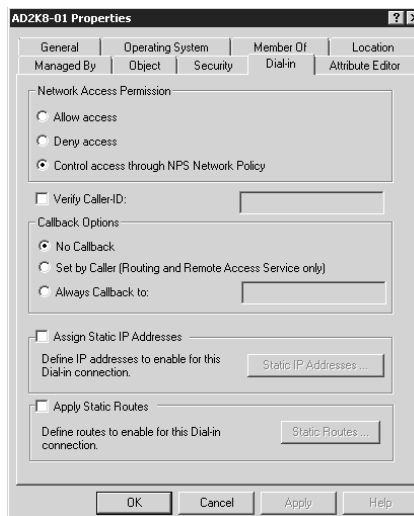 AD2K8-01 Properties
General Operating System Member Of Location
Managed By Object Security Dial-in Attribute Editor
Network Access Permission
Allow access
Deny access
Control access through NPS Network Policy
Verify Caller-ID:
Callback Options
No Callback
Set by Caller (Routing and Remote Access Service only)
Always Callback to:
Assign Static IP Addresses
Define IP addresses to enable for this
Dial-in connection.
Static IP Addresses ...
Apply Static Routes
Define routes to enable for this Dial-in
connection.
Static Routes ...
OK Cancel Apply Help